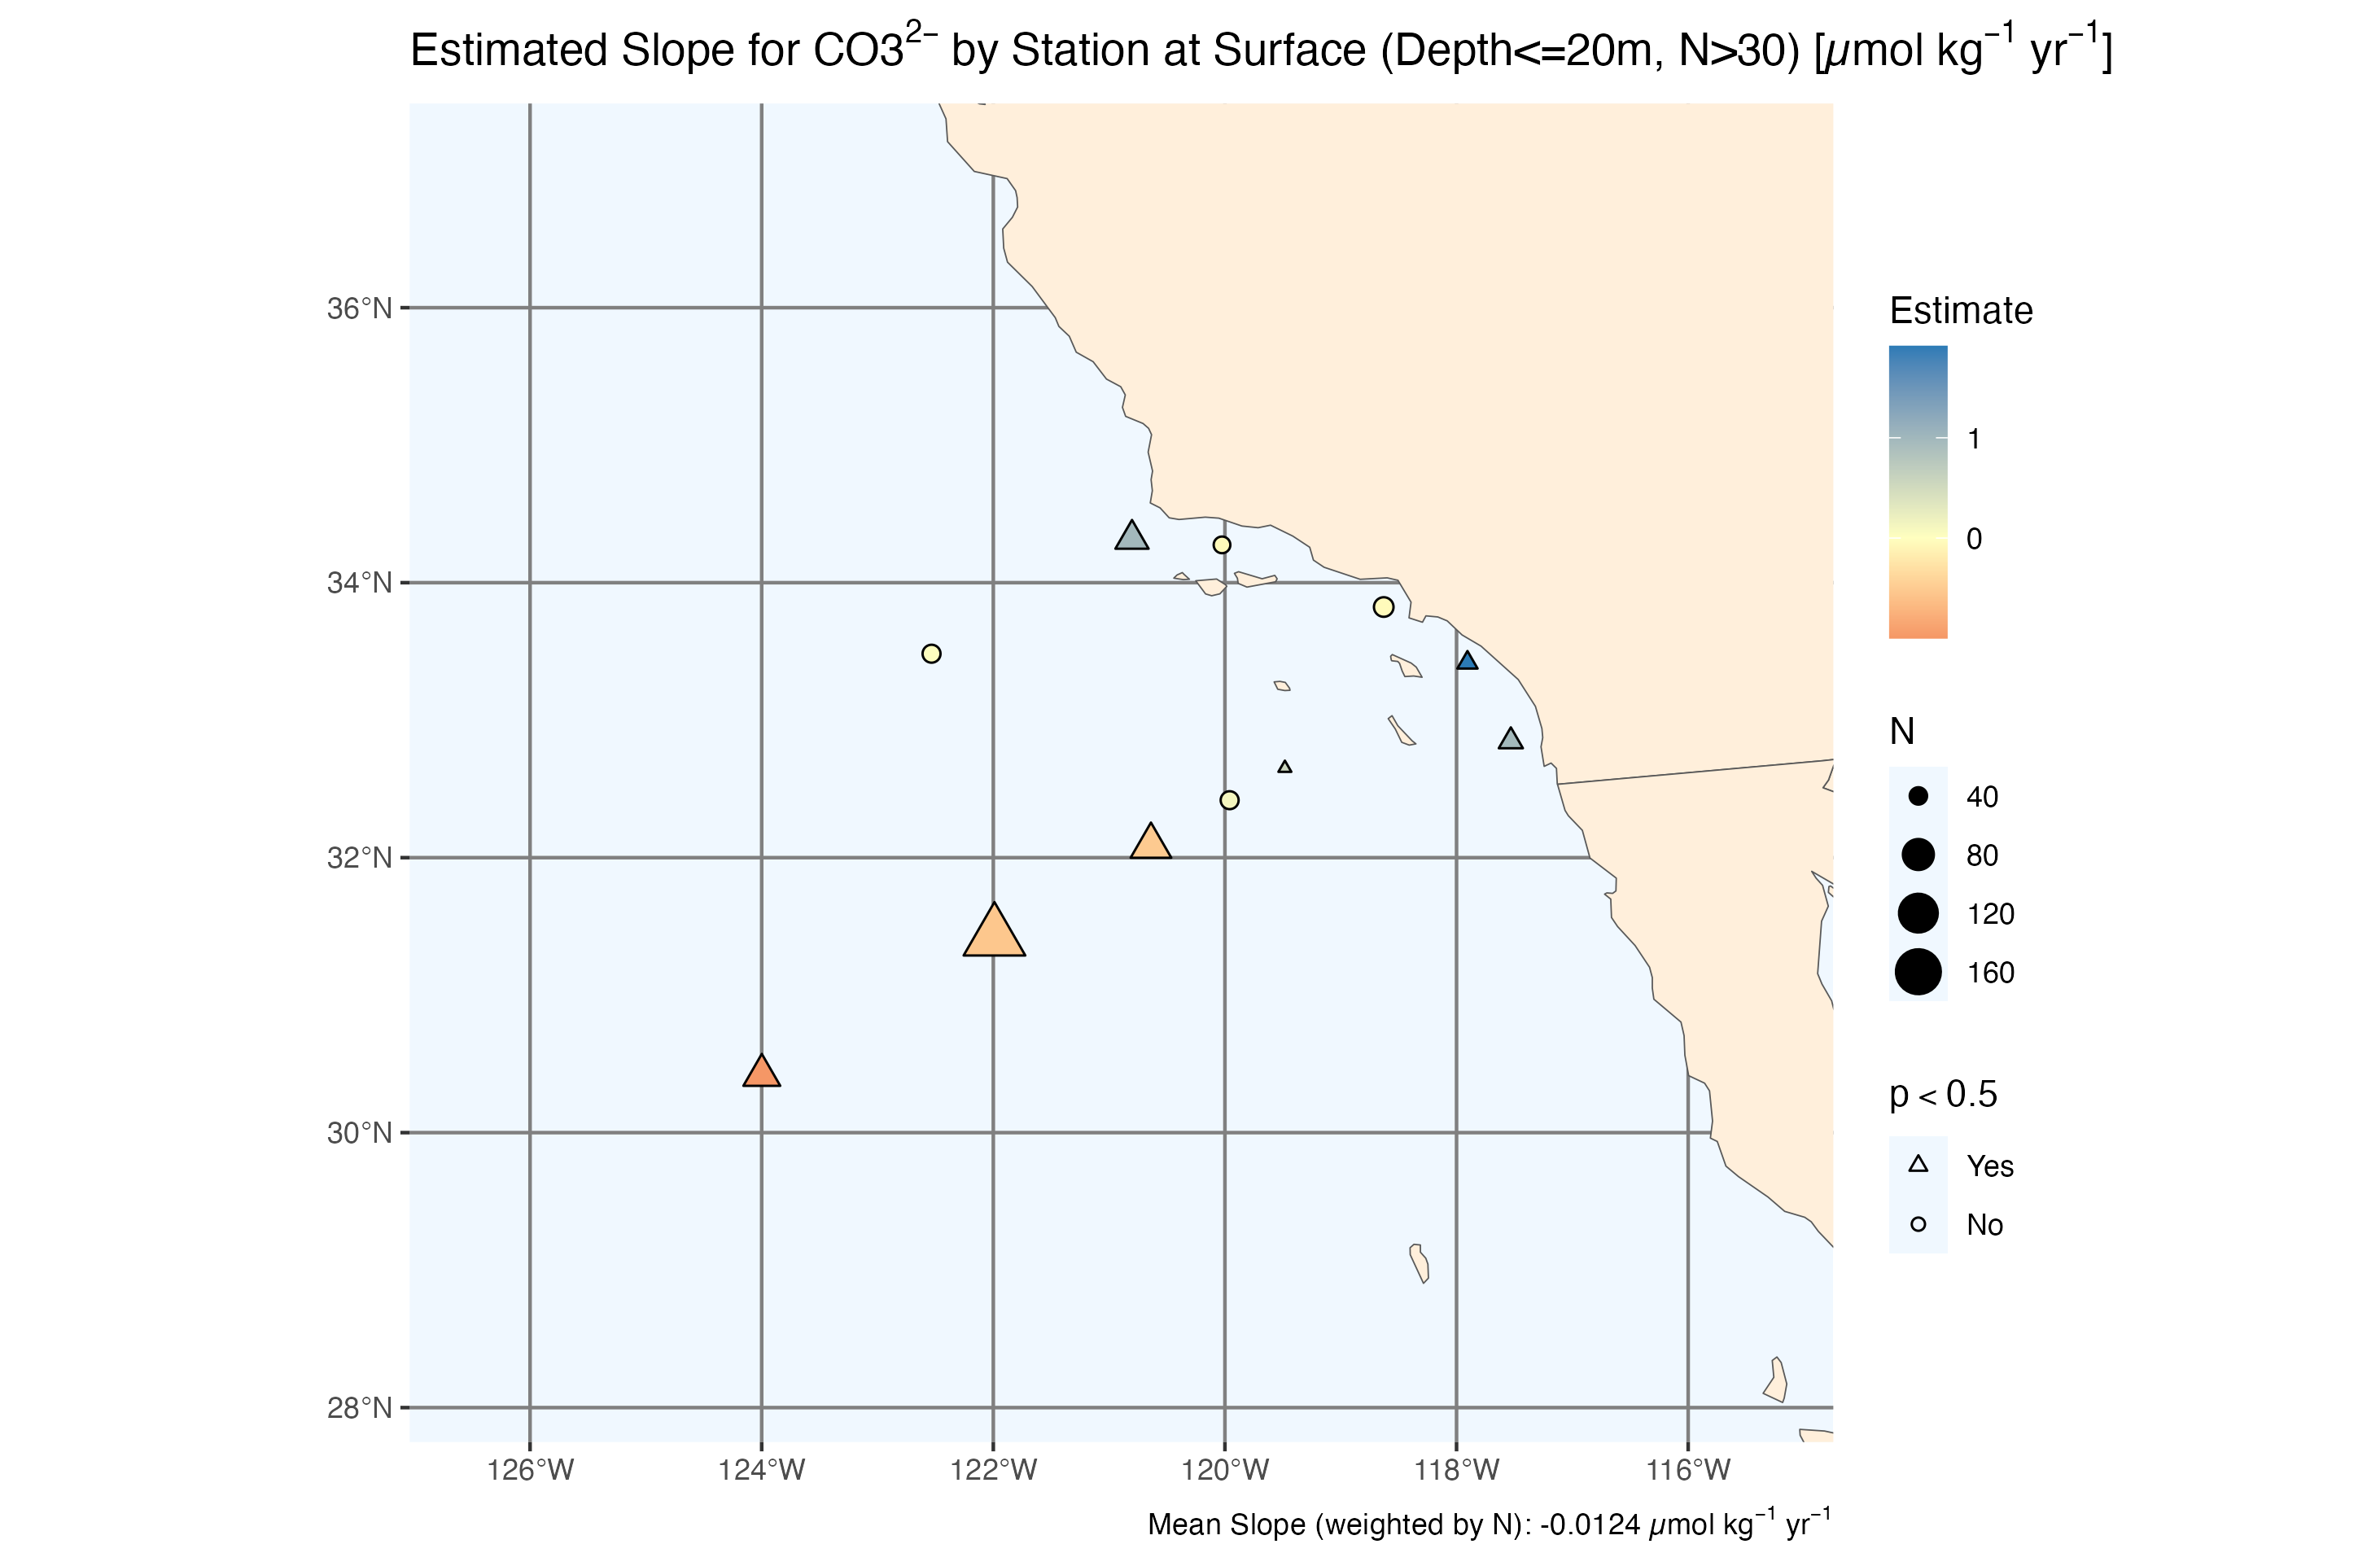 Estimated Slope for CO3²⁻ by Station at Surface (Depth<=20m, N>30) [μmol kg⁻¹ yr⁻¹]
36°N
34°N
32°N
30°N
28°N
126°W 124°W 122°W 120°W 118°W 116°W
Mean Slope (weighted by N): -0.0124 μmol kg⁻¹ yr⁻¹
Estimate
1
0
N
40
80
120
160
p < 0.5
Yes
No